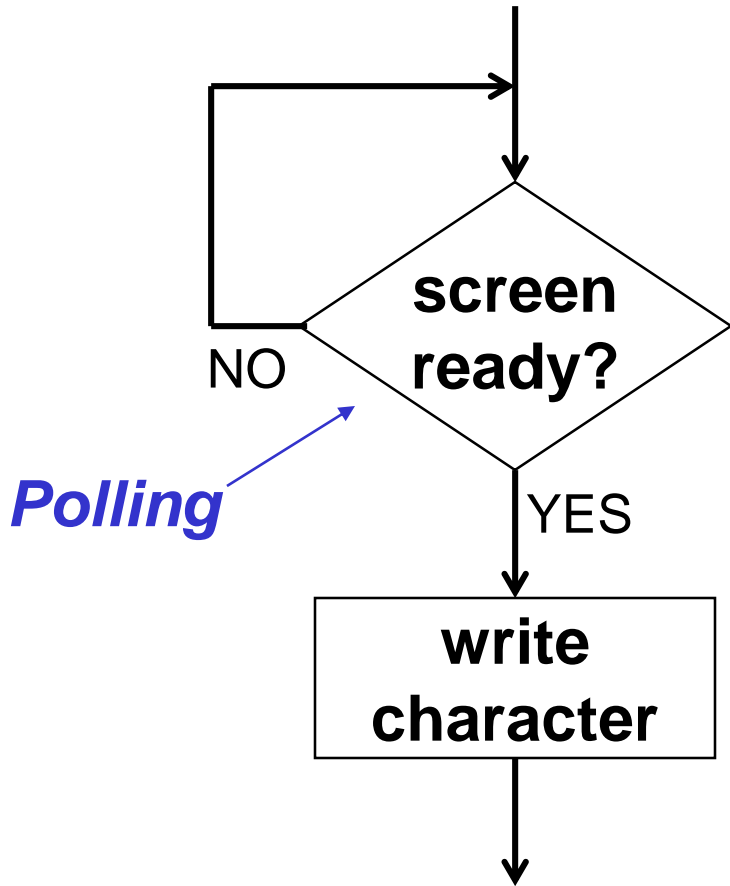 screen
ready?
NO
Polling
YES
write
character